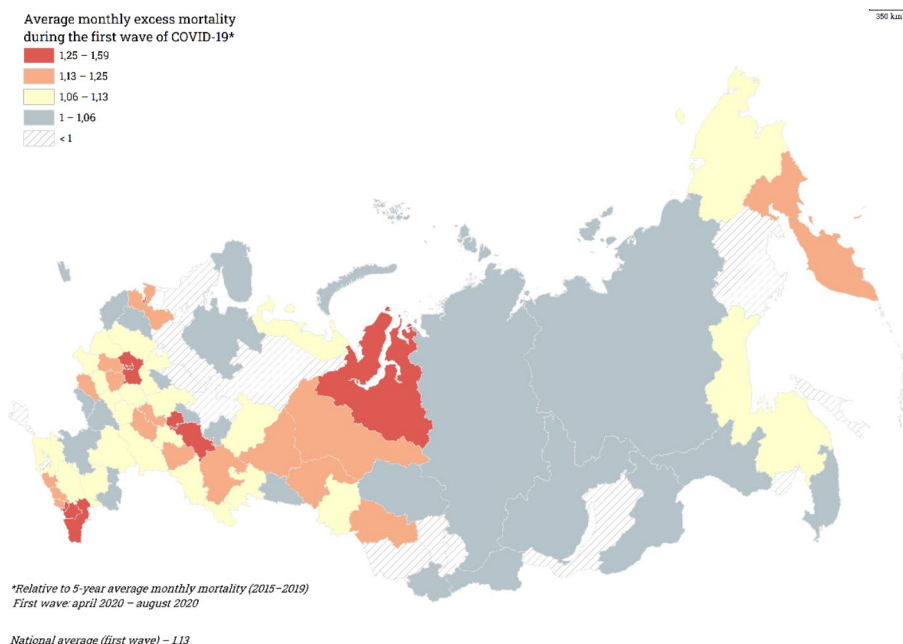 Average monthly excess mortality
during the first wave of COVID-19*
1,25 – 1,59
1,13 – 1,25
1,06 – 1,13
1 – 1,06
< 1
350 km
*Relative to 5-year average monthly mortality (2015–2019)
First wave: april 2020 – august 2020
National average (first wave) – 1,13